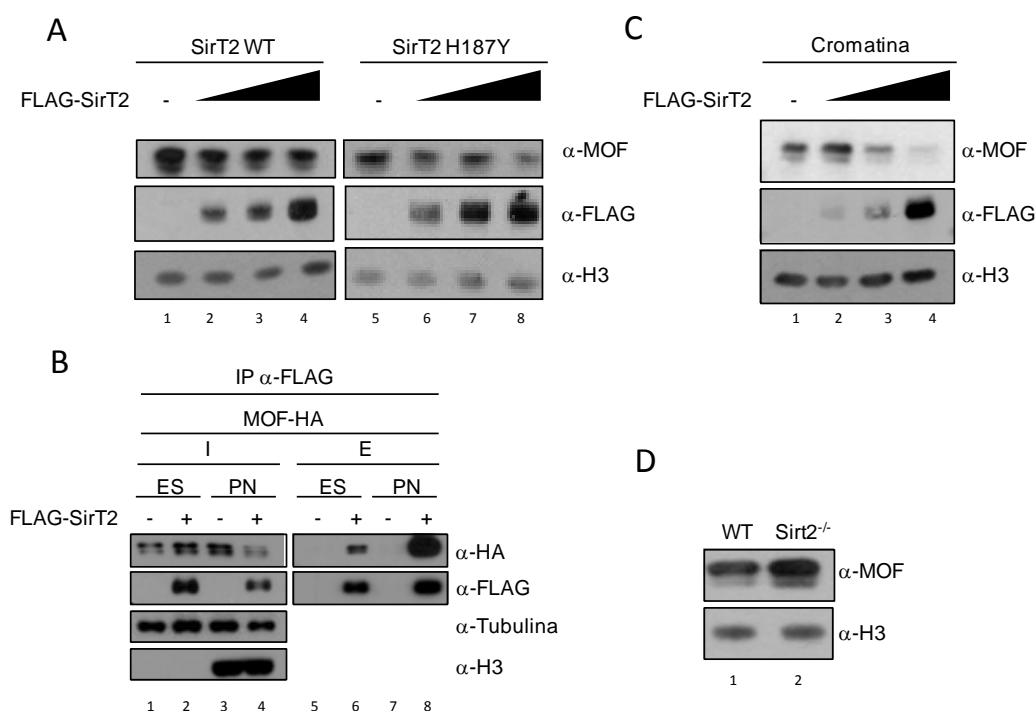 A
SirT2 WT
SirT2 H187Y
FLAG-SirT2
-
-
α-MOF
α-FLAG
α-H3
1 2 3 4 5 6 7 8
C
Cromatina
FLAG-SirT2
-
α-MOF
α-FLAG
α-H3
1 2 3 4
B
IP α-FLAG
MOF-HA
I E
ES PN ES PN
FLAG-SirT2 - + - + - + - +
α-HA
α-FLAG
α-Tubulina
α-H3
1 2 3 4 5 6 7 8
D
WT Sirt2-/-
α-MOF
α-H3
1 2